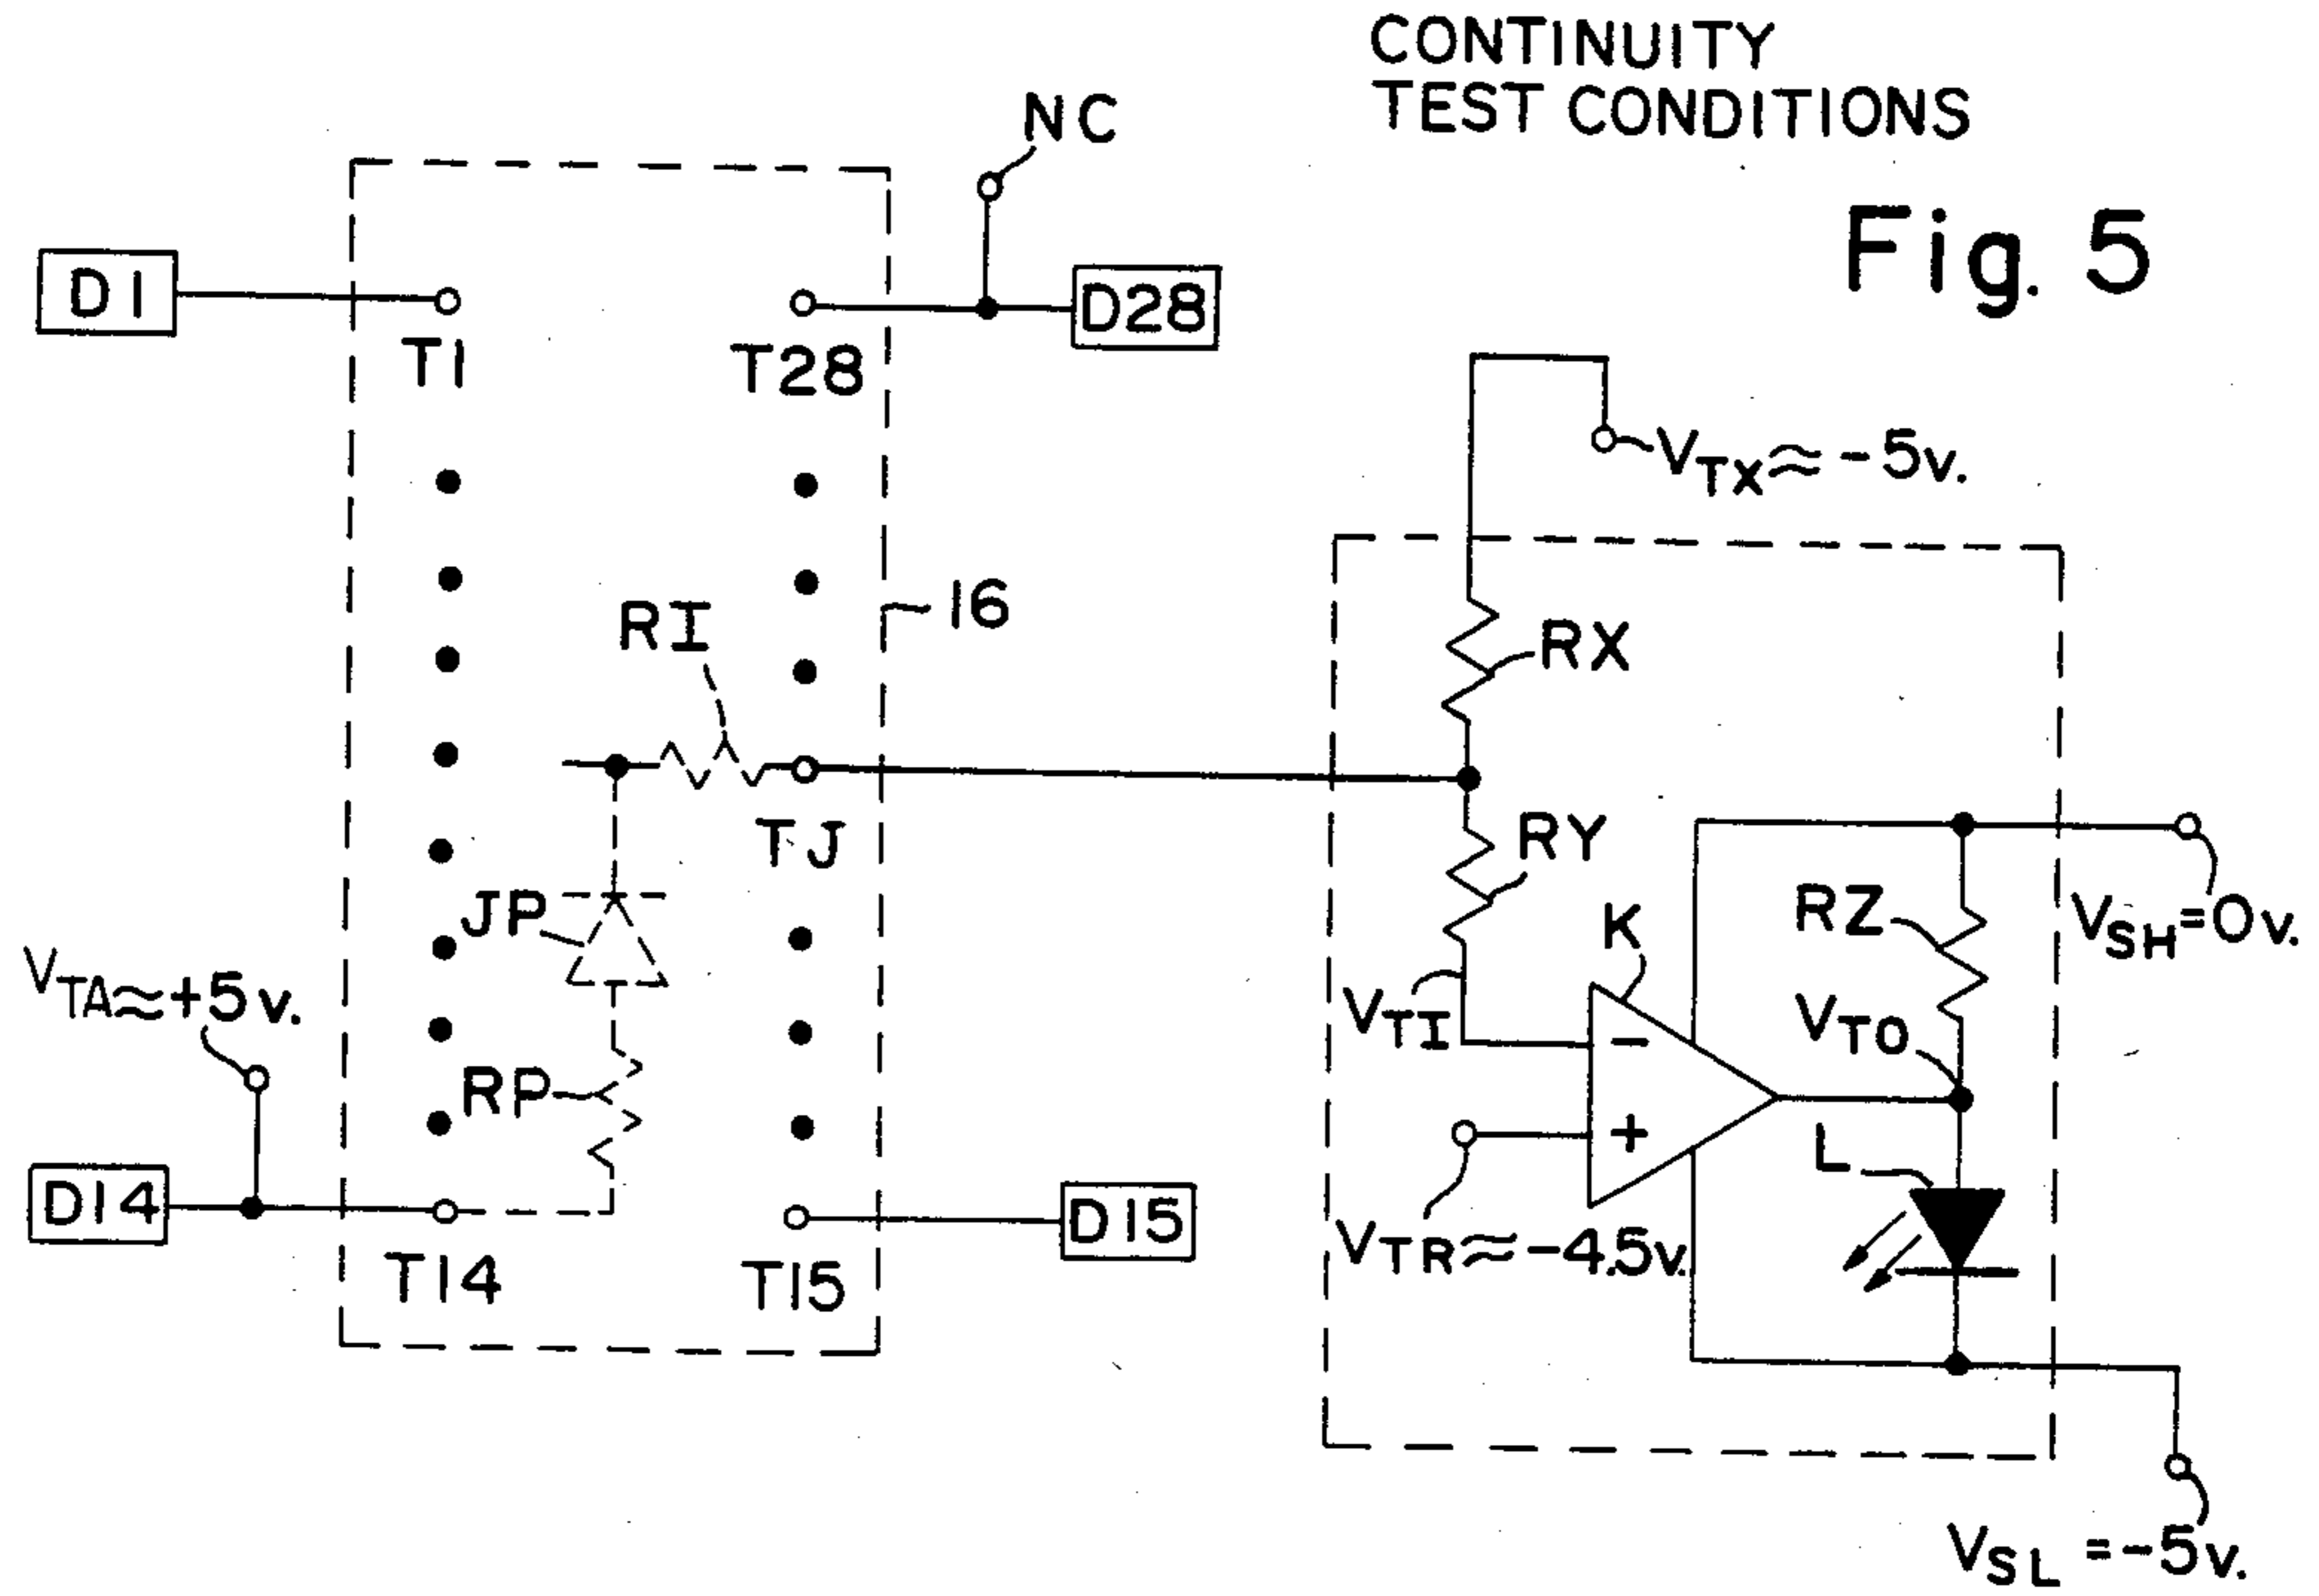 CONTINUITY
TEST CONDITIONS
Fig. 5
NC
D1
D28
T1
T28
VTX≈-5v.
RI
16
RX
TJ
RY
JP
K
RZ
VSH=0v.
VTA≈+5v.
VTI
-
VTO
RP
+
L
D14
D15
VTR≈-4.5v.
T14
T15
VSL=-5v.